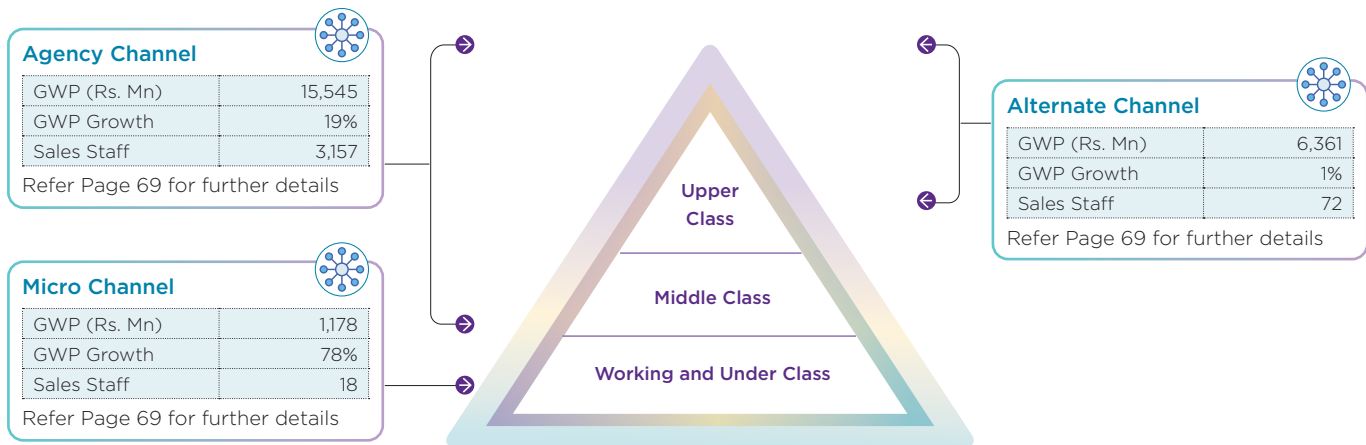 Agency Channel
GWP (Rs. Mn) 15,545
GWP Growth 19%
Sales Staff 3,157
Refer Page 69 for further details
Micro Channel
GWP (Rs. Mn) 1,178
GWP Growth 78%
Sales Staff 18
Refer Page 69 for further details
Upper
Class
Middle Class
Working and Under Class
Alternate Channel
GWP (Rs. Mn) 6,361
GWP Growth 1%
Sales Staff 72
Refer Page 69 for further details